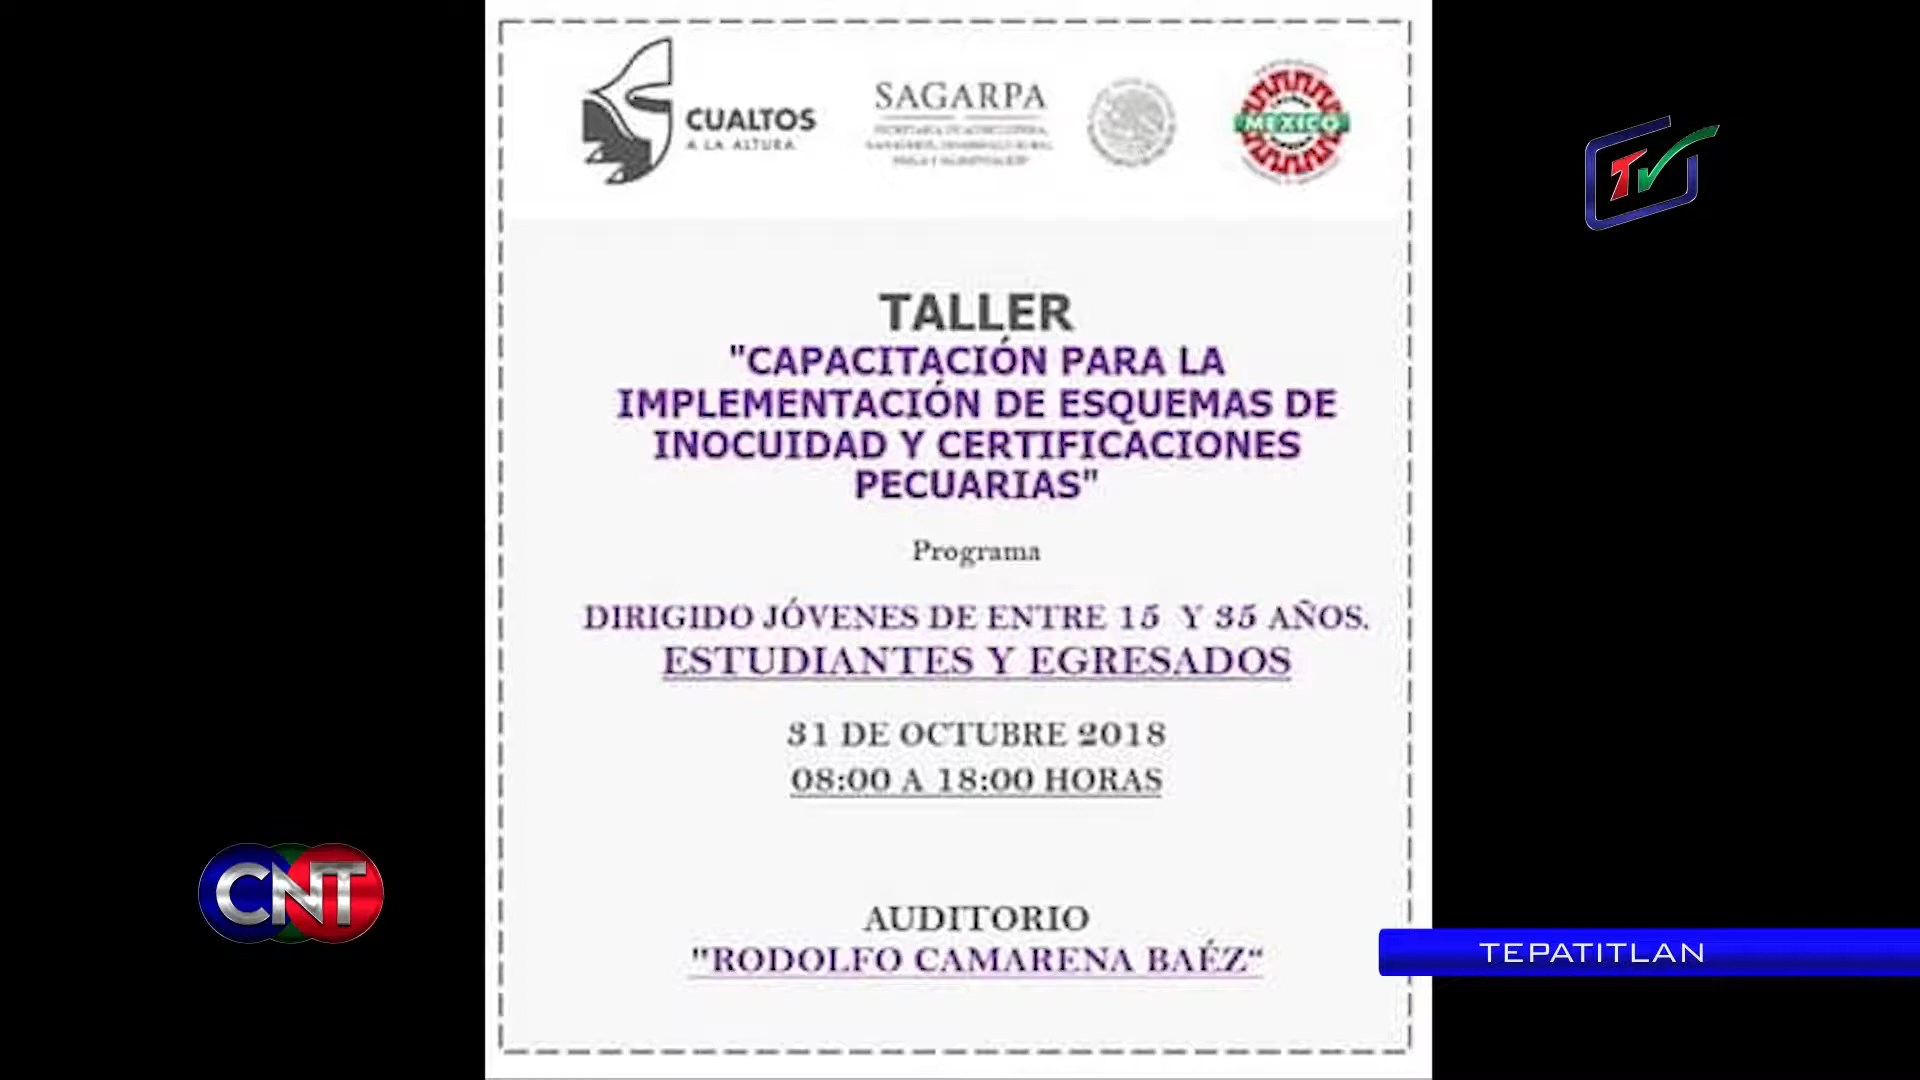 CUALTOS
A LA ALTURA
SAGARPA
MEXICO
TV
TALLER
"CAPACITACIÓN PARA LA
IMPLEMENTACIÓN DE ESQUEMAS DE
INOCUIDAD Y CERTIFICACIONES
PECUARIAS"
Programa
DIRIGIDO JÓVENES DE ENTRE 15 Y 35 AÑOS.
ESTUDIANTES Y EGRESADOS
31 DE OCTUBRE 2018
08:00 A 18:00 HORAS
CNT
AUDITORIO
"RODOLFO CAMARENA BAÉZ“
TEPATITLAN